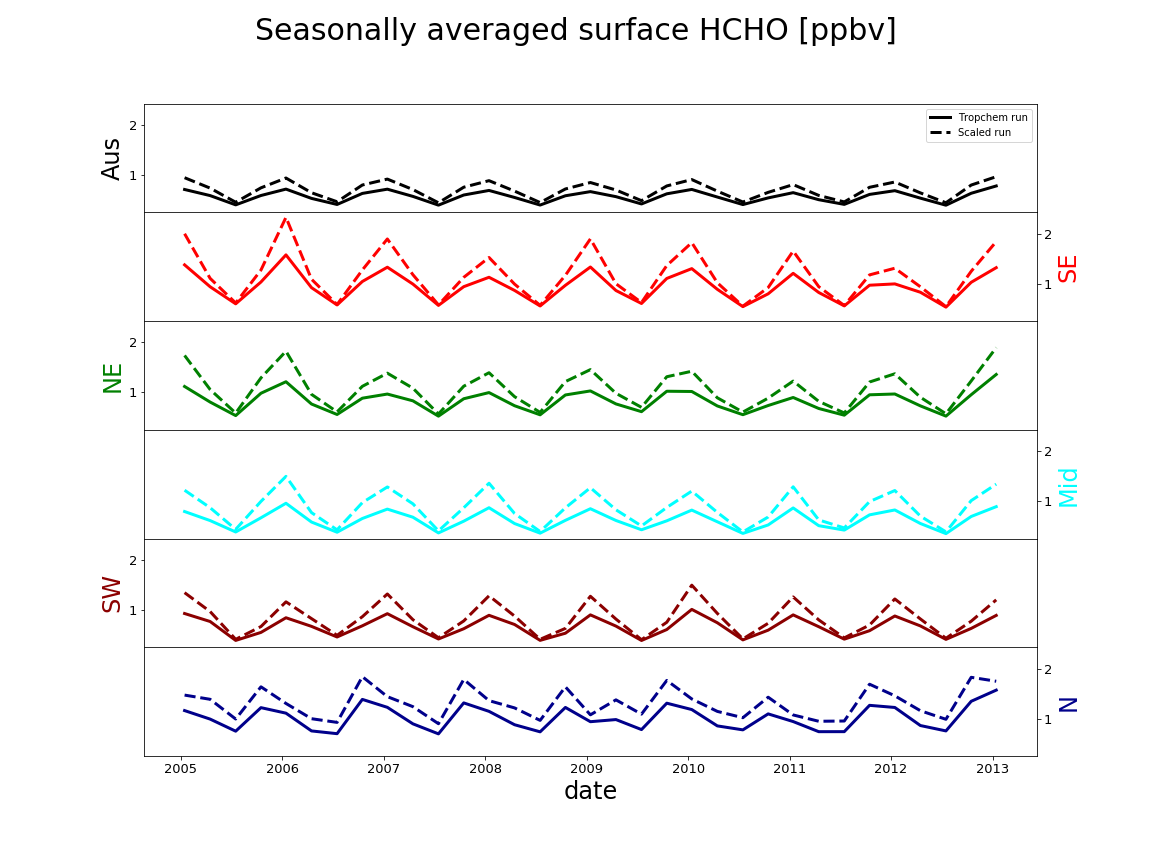 Seasonally averaged surface HCHO [ppbv]
Tropchem run
Scaled run
Aus
2
1
SE
2
1
NE
2
1
Mid
2
1
SW
2
1
N
2
1
2005 2006 2007 2008 2009 2010 2011 2012 2013
date